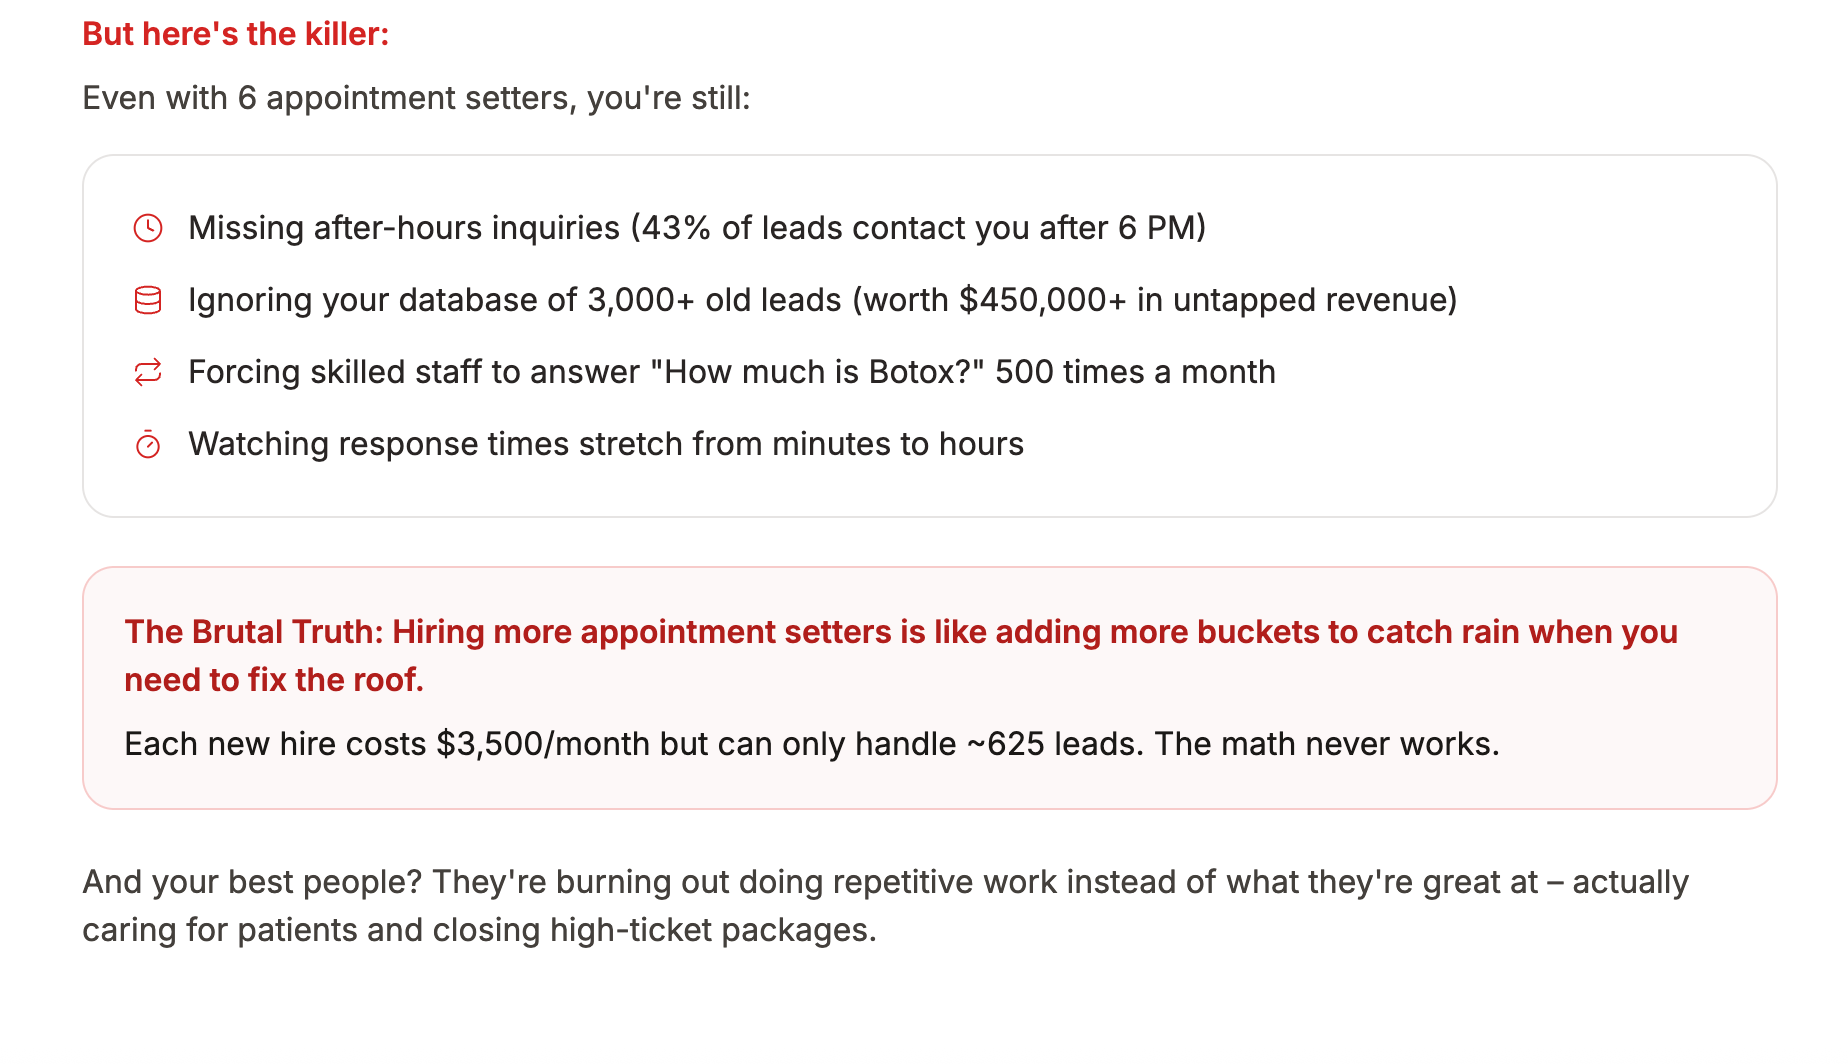 But here's the killer:
Even with 6 appointment setters, you're still:
Missing after-hours inquiries (43% of leads contact you after 6 PM)
Ignoring your database of 3,000+ old leads (worth $450,000+ in untapped revenue)
Forcing skilled staff to answer "How much is Botox?" 500 times a month
Watching response times stretch from minutes to hours
The Brutal Truth: Hiring more appointment setters is like adding more buckets to catch rain when you
need to fix the roof.
Each new hire costs $3,500/month but can only handle ~625 leads. The math never works.
And your best people? They're burning out doing repetitive work instead of what they're great at – actually
caring for patients and closing high-ticket packages.